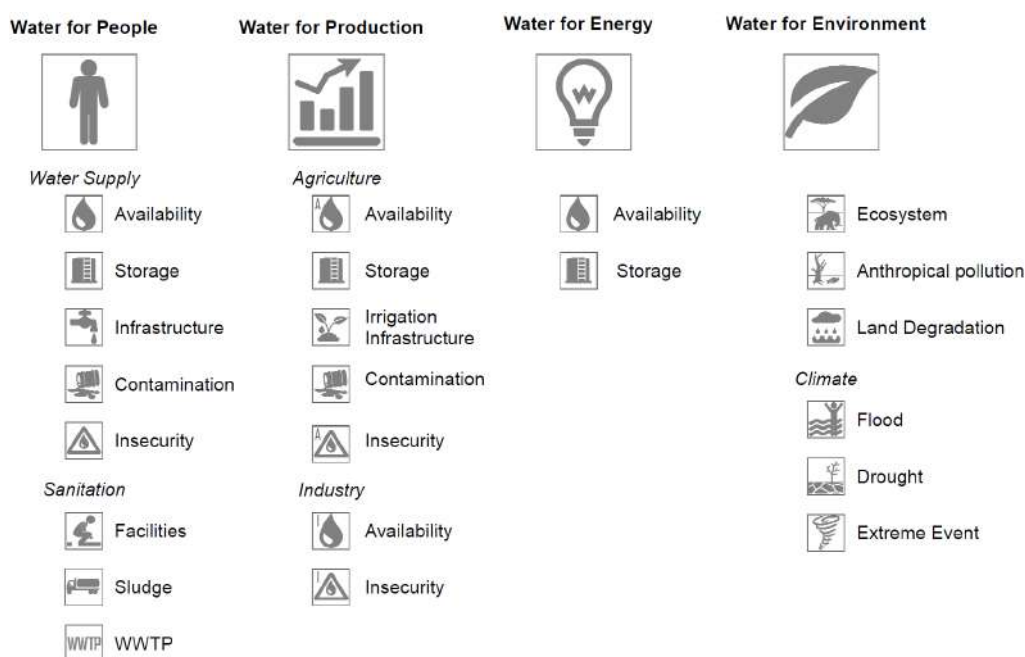 Water for People
Water for Production
Water for Energy
Water for Environment
W
Water Supply
Availability
Storage
Infrastructure
Contamination
Insecurity
Sanitation
Facilities
Sludge
WWTP WWTP
Agriculture
A Availability
Storage
Irrigation
Infrastructure
Contamination
A Insecurity
Industry
I Availability
I Insecurity
Availability
Storage
Ecosystem
Anthropical pollution
Land Degradation
Climate
Flood
Drought
Extreme Event